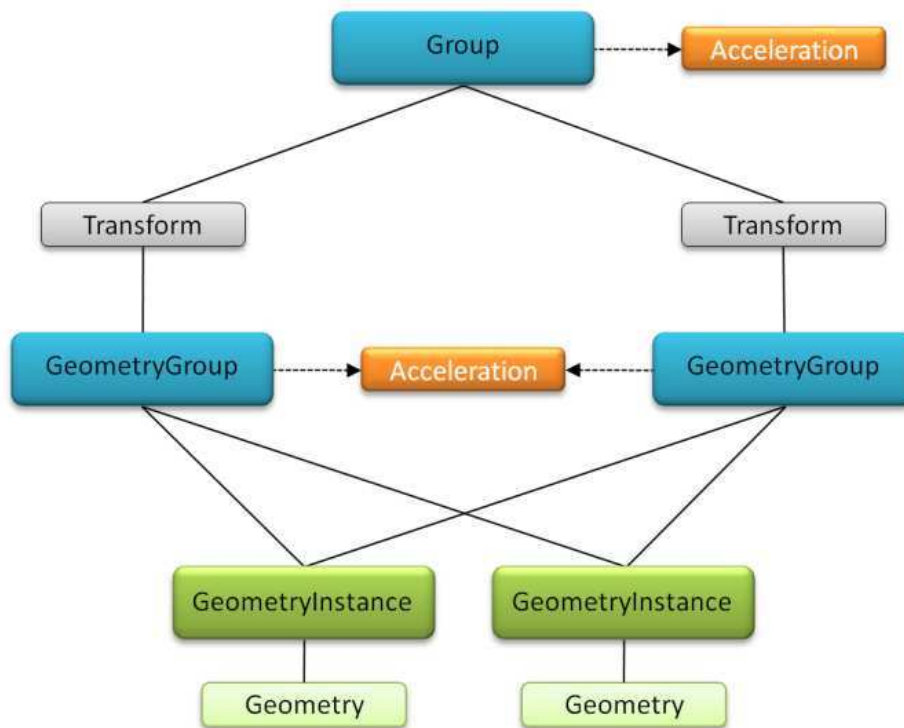 Group
Acceleration
Transform
Transform
GeometryGroup
Acceleration
GeometryGroup
GeometryInstance
GeometryInstance
Geometry
Geometry